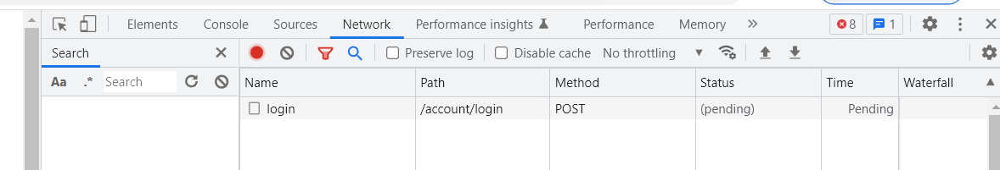 Elements Console Sources Network Performance insights Performance Memory 8 1
Search
Preserve log Disable cache No throttling
Aa .* Search
Name Path Method Status Time Waterfall
login /account/login POST (pending) Pending